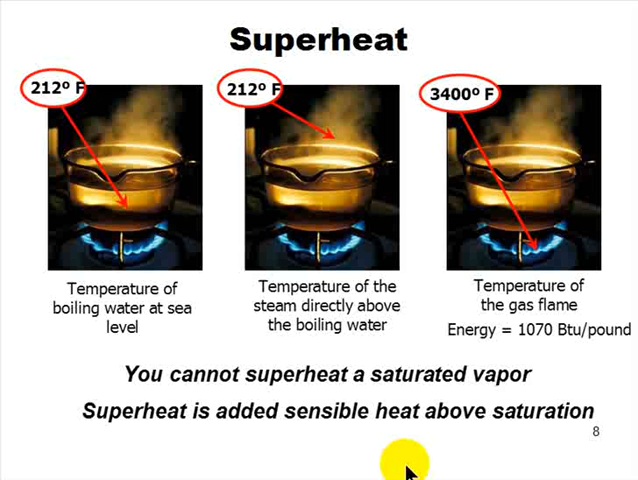 Superheat
212º F
212º F
3400º F
Temperature of
boiling water at sea
level
Temperature of the
steam directly above
the boiling water
Temperature of
the gas flame
Energy = 1070 Btu/pound
You cannot superheat a saturated vapor
Superheat is added sensible heat above saturation
8